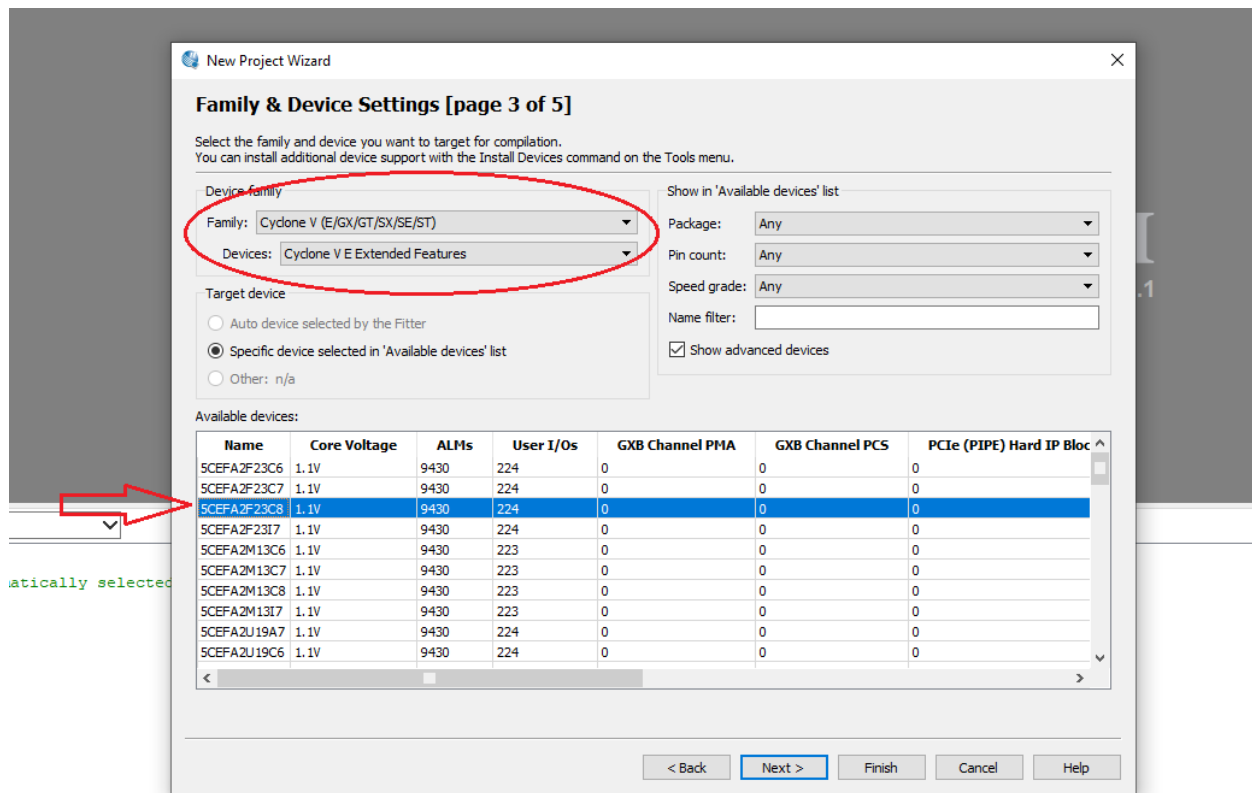 New Project Wizard
Family & Device Settings [page 3 of 5]
Select the family and device you want to target for compilation.
You can install additional device support with the Install Devices command on the Tools menu.
Device family
Family: Cyclone V (E/GX/GT/SX/SE/ST)
Devices: Cyclone V E Extended Features
Target device
Auto device selected by the Fitter
Specific device selected in 'Available devices' list
Other: n/a
Show in 'Available devices' list
Package: Any
Pin count: Any
Speed grade: Any
Name filter:
Show advanced devices
.1
Available devices:
Name Core Voltage ALMs User I/Os GXB Channel PMA GXB Channel PCS PCIe (PIPE) Hard IP Bloc
5CEFA2F23C6 1.1V 9430 224 0 0 0
5CEFA2F23C7 1.1V 9430 224 0 0 0
5CEFA2F23C8 1.1V 9430 224 0 0 0
5CEFA2F23I7 1.1V 9430 224 0 0 0
5CEFA2M13C6 1.1V 9430 223 0 0 0
5CEFA2M13C7 1.1V 9430 223 0 0 0
5CEFA2M13C8 1.1V 9430 223 0 0 0
5CEFA2M13I7 1.1V 9430 223 0 0 0
5CEFA2U19A7 1.1V 9430 224 0 0 0
5CEFA2U19C6 1.1V 9430 224 0 0 0
atically selected
< Back Next > Finish Cancel Help